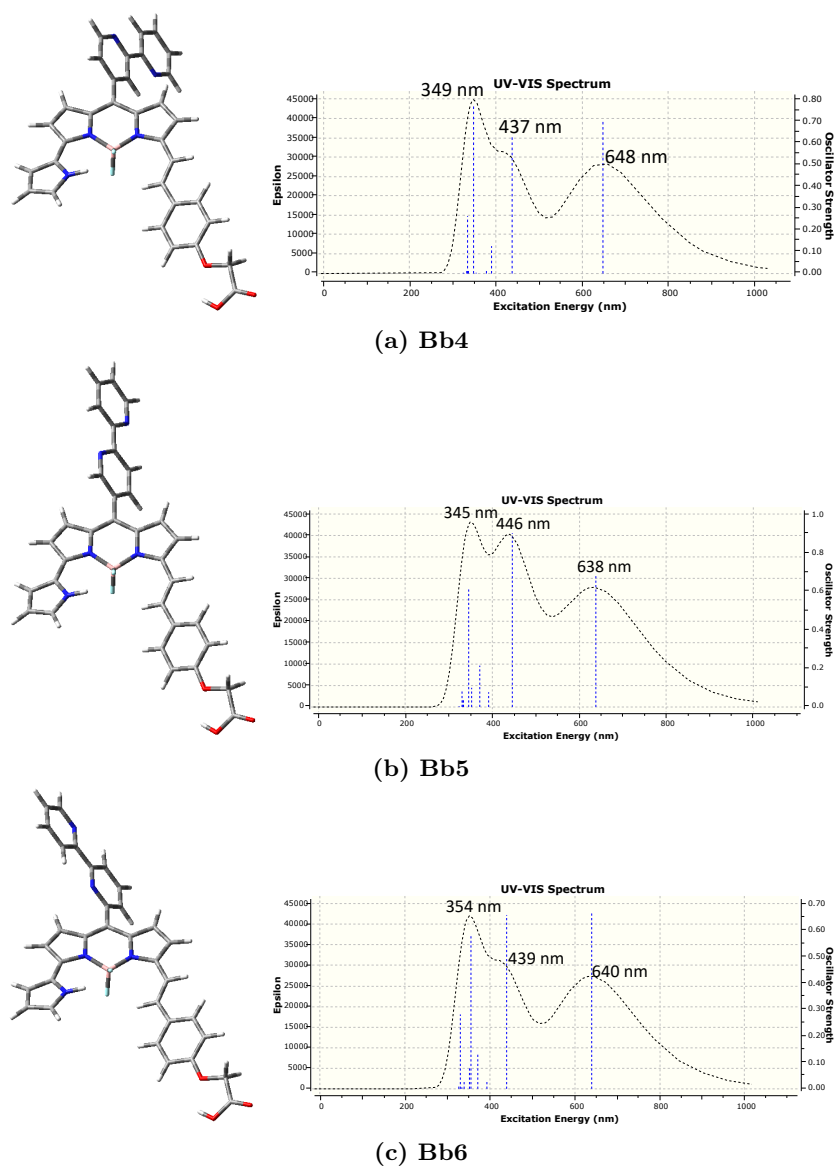 UV-VIS Spectrum
349 nm
437 nm
648 nm
45000
40000
35000
30000
25000
20000
15000
10000
5000
0
Epsilon
0.80
0.70
0.60
0.50
0.40
0.30
0.20
0.10
0.00
Oscillator Strength
0 200 400 600 800 1000
Excitation Energy (nm)
(a) Bb4
UV-VIS Spectrum
345 nm
446 nm
638 nm
45000
40000
35000
30000
25000
20000
15000
10000
5000
0
Epsilon
1.0
0.8
0.6
0.4
0.2
0.0
Oscillator Strength
0 200 400 600 800 1000
Excitation Energy (nm)
(b) Bb5
UV-VIS Spectrum
354 nm
439 nm
640 nm
45000
40000
35000
30000
25000
20000
15000
10000
5000
0
Epsilon
0.70
0.60
0.50
0.40
0.30
0.20
0.10
0.00
Oscillator Strength
0 200 400 600 800 1000
Excitation Energy (nm)
(c) Bb6